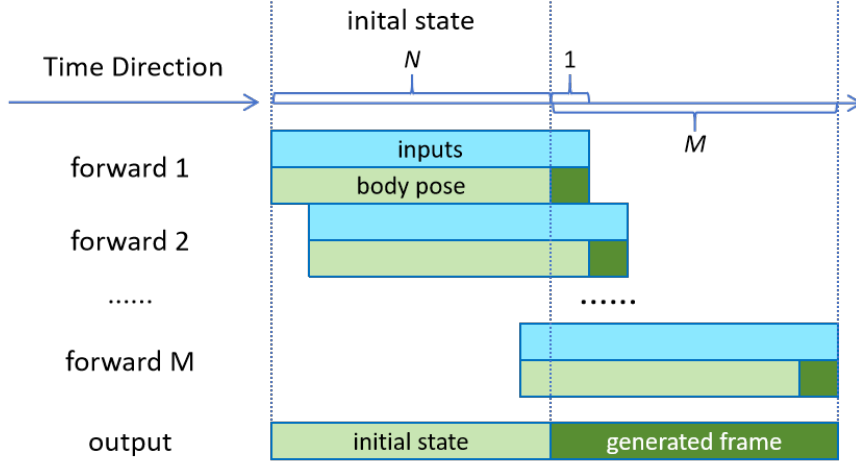 inital state
Time Direction
N
1
M
forward 1
inputs
body pose
forward 2
......
......
forward M
output
initial state
generated frame